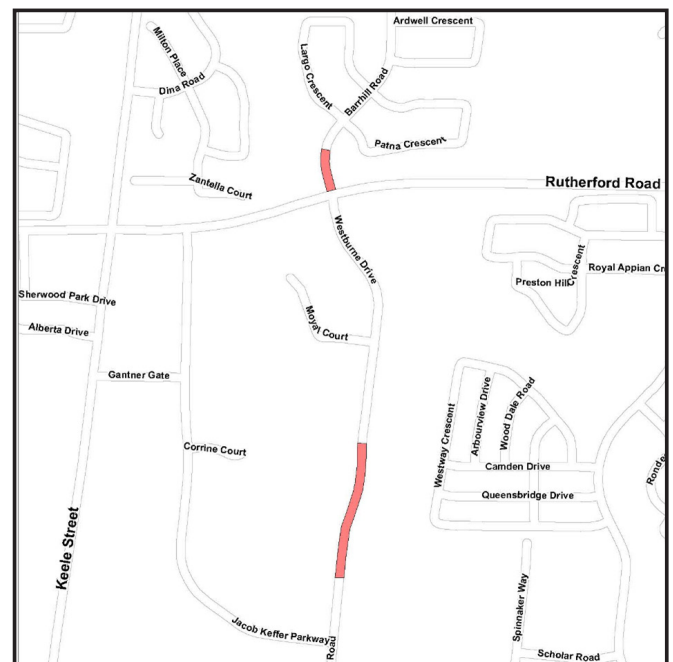 Ardwell Crescent
Milton Place
Largo Crescent
Dina Road
Barrhill Road
Patna Crescent
Zantella Court
Rutherford Road
Westburne Drive
Crescent
Royal Appian Cr
Preston Hill
Sherwood Park Drive
Moyal Court
Alberta Drive
Gantner Gate
Arbourview Drive
Wood Dale Road
Westway Crescent
Corrine Court
Camden Drive
Ronde
Queensbridge Drive
Keele Street
Spinnaker Way
Jacob Keffer Parkway
Road
Scholar Road